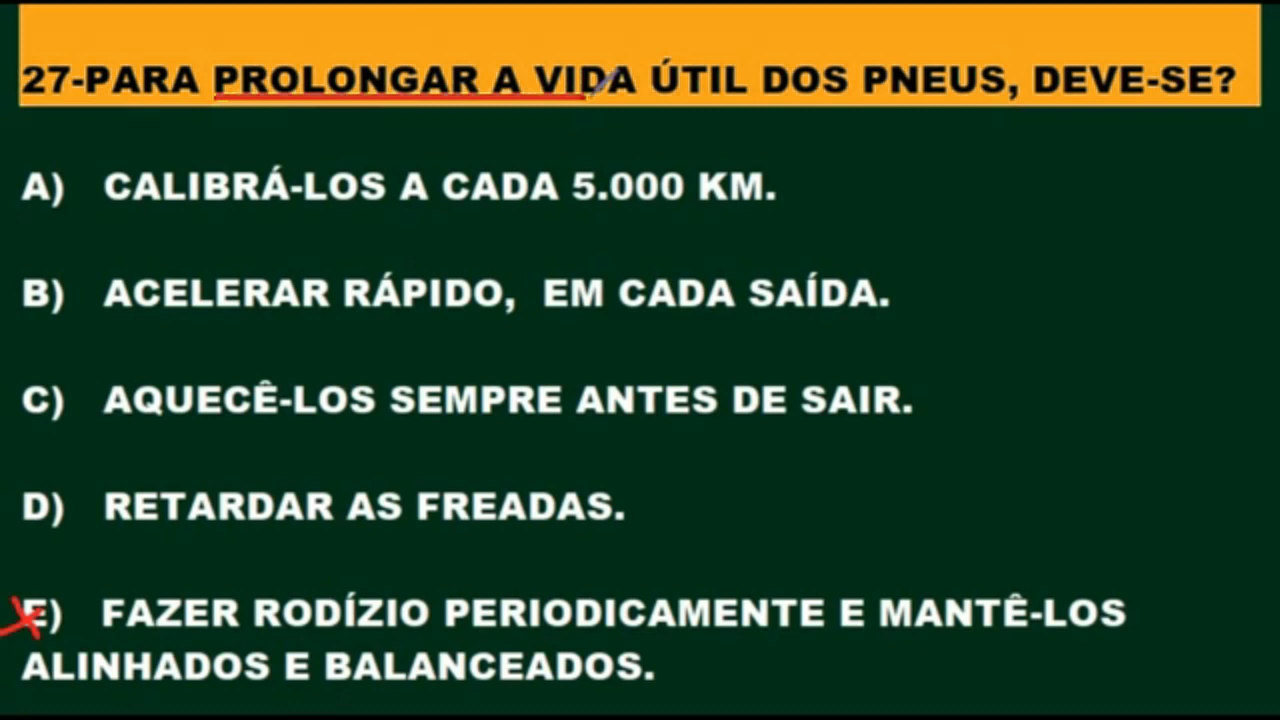 27-PARA PROLONGAR A VIDA ÚTIL DOS PNEUS, DEVE-SE?
A) CALIBRÁ-LOS A CADA 5.000 KM.
B) ACELERAR RÁPIDO, EM CADA SAÍDA.
C) AQUECÊ-LOS SEMPRE ANTES DE SAIR.
D) RETARDAR AS FREADAS.
E) FAZER RODÍZIO PERIODICAMENTE E MANTÊ-LOS
ALINHADOS E BALANCEADOS.